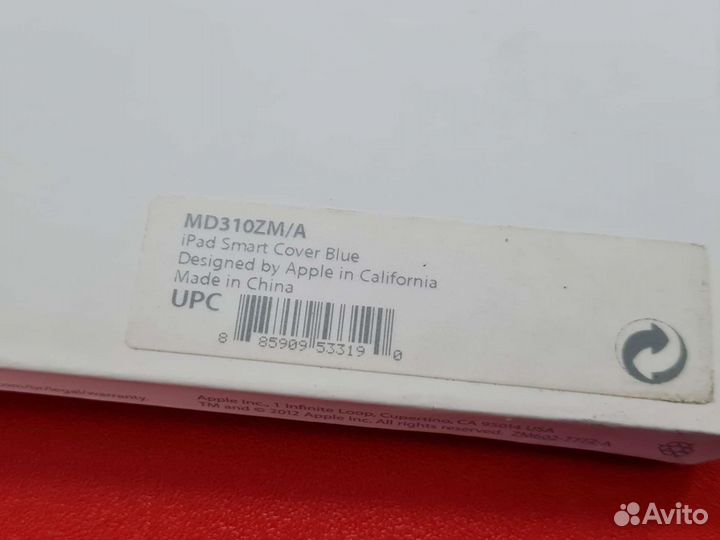 MD310ZM/A
iPad Smart Cover Blue
Designed by Apple in California
Made in China
UPC
8 85909 53319 0
warranty.
Apple Inc., 1 Infinite Loop, Cupertino, CA 95014 USA
TM and © 2012 Apple Inc. All rights reserved.
Avito